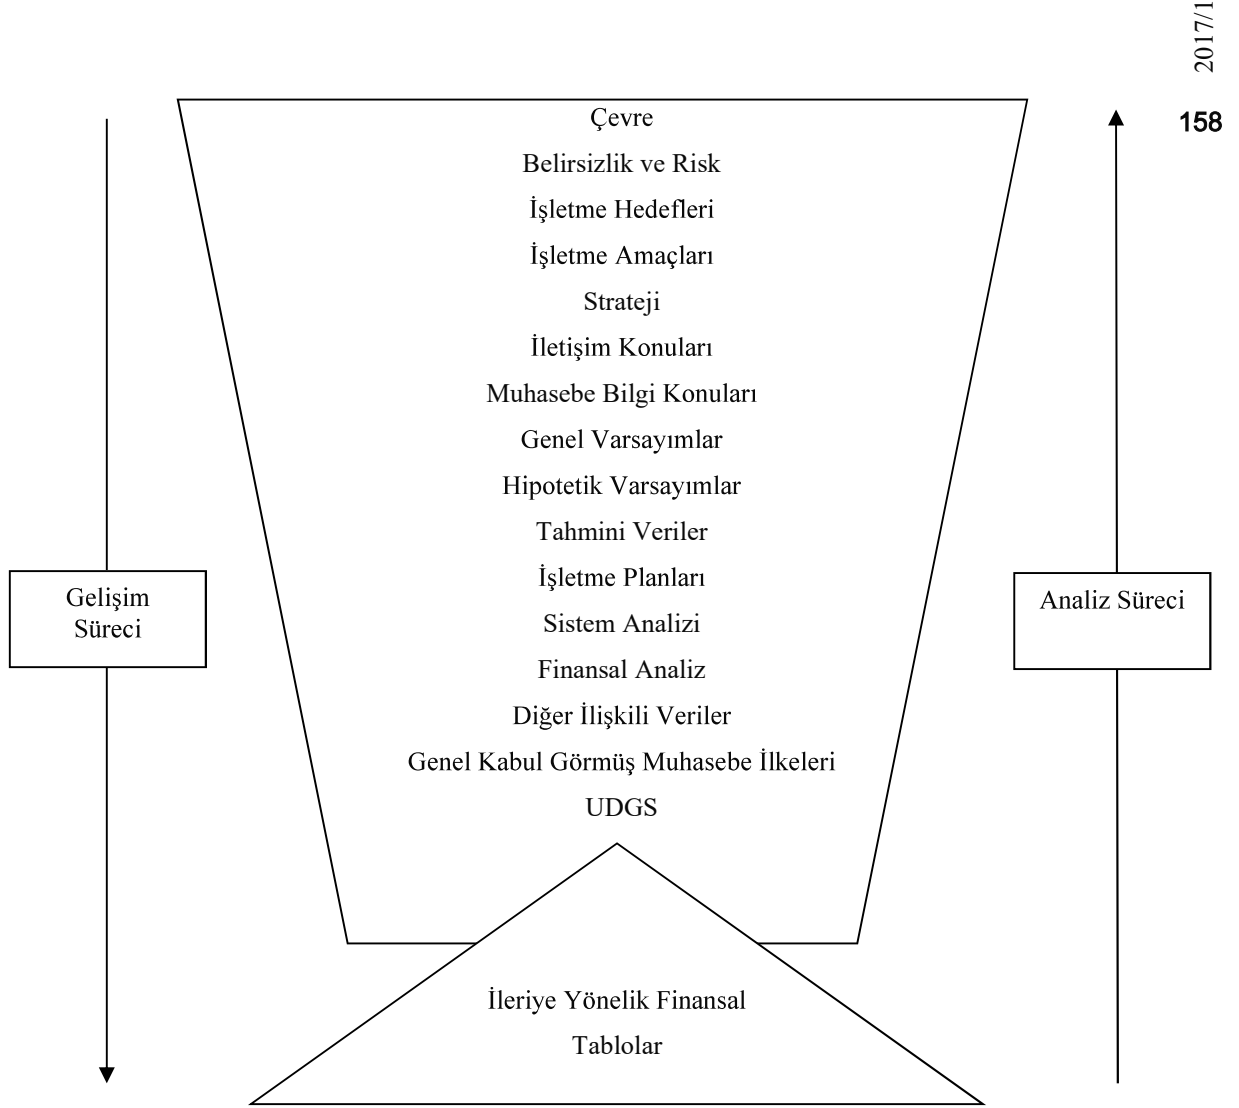 2017/1
158
Çevre
Belirsizlik ve Risk
İşletme Hedefleri
İşletme Amaçları
Strateji
İletişim Konuları
Muhasebe Bilgi Konuları
Genel Varsayımlar
Hipotetik Varsayımlar
Tahmini Veriler
İşletme Planları
Sistem Analizi
Finansal Analiz
Diğer İlişkili Veriler
Genel Kabul Görmüş Muhasebe İlkeleri
UDGS
Gelişim
Süreci
Analiz Süreci
İleriye Yönelik Finansal
Tablolar